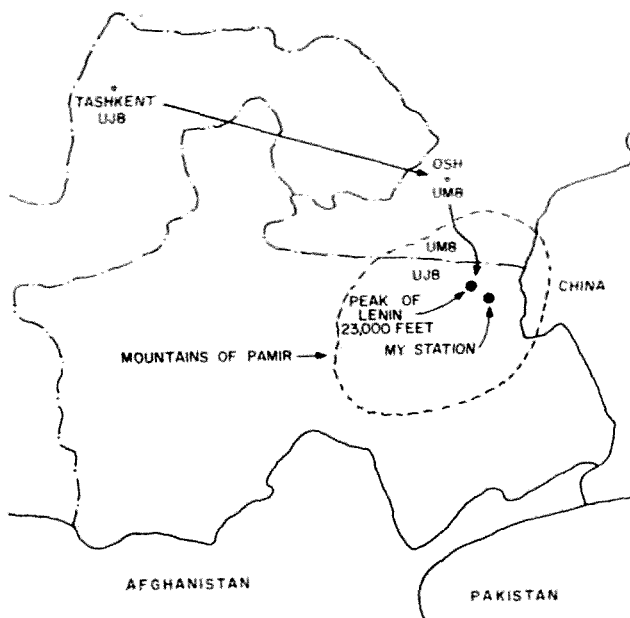 TASHKENT
UJ8
OSH
UM8
UM8
UJ8
CHINA
PEAK OF
LENIN
23,000 FEET
MY STATION
MOUNTAINS OF PAMIR
AFGHANISTAN
PAKISTAN